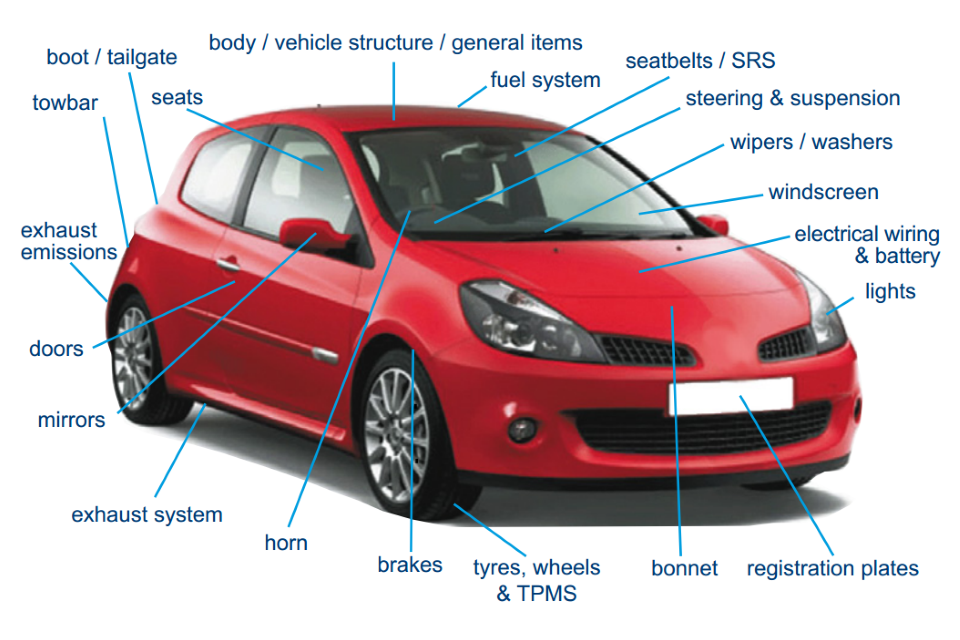 body / vehicle structure / general items
boot / tailgate
seatbelts / SRS
fuel system
towbar
seats
steering & suspension
wipers / washers
windscreen
exhaust
emissions
electrical wiring
& battery
lights
doors
mirrors
exhaust system
horn
brakes
tyres, wheels
& TPMS
bonnet
registration plates